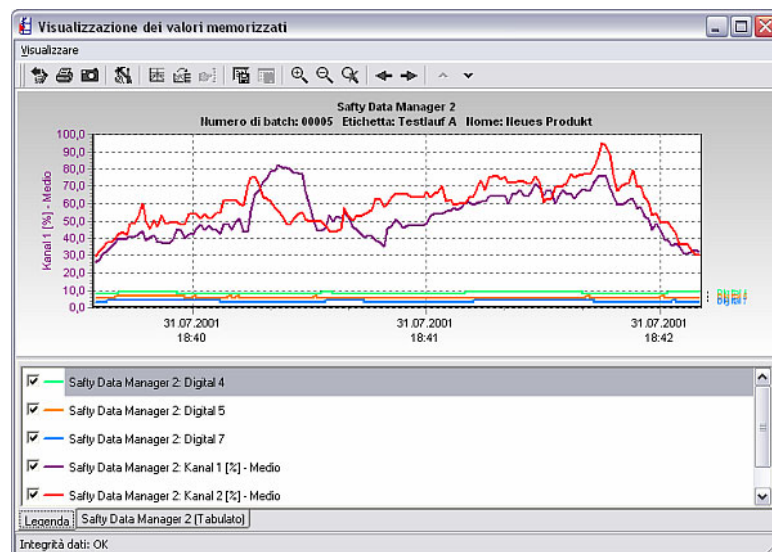 Visualizzazione dei valori memorizzati
Visualizzare
Safty Data Manager 2
Numero di batch: 00005 Etichetta: Testlauf A Nome: Neues Produkt
Kanal 1 [%] - Medio
100,0
90,0
80,0
70,0
60,0
50,0
40,0
30,0
20,0
10,0
0,0
31.07.2001
18:40
31.07.2001
18:41
31.07.2001
18:42
Safty Data Manager 2: Digital 4
Safty Data Manager 2: Digital 5
Safty Data Manager 2: Digital 7
Safty Data Manager 2: Kanal 1 [%] - Medio
Safty Data Manager 2: Kanal 2 [%] - Medio
Legenda
Safty Data Manager 2 (Tabulato)
Integrità dati: OK